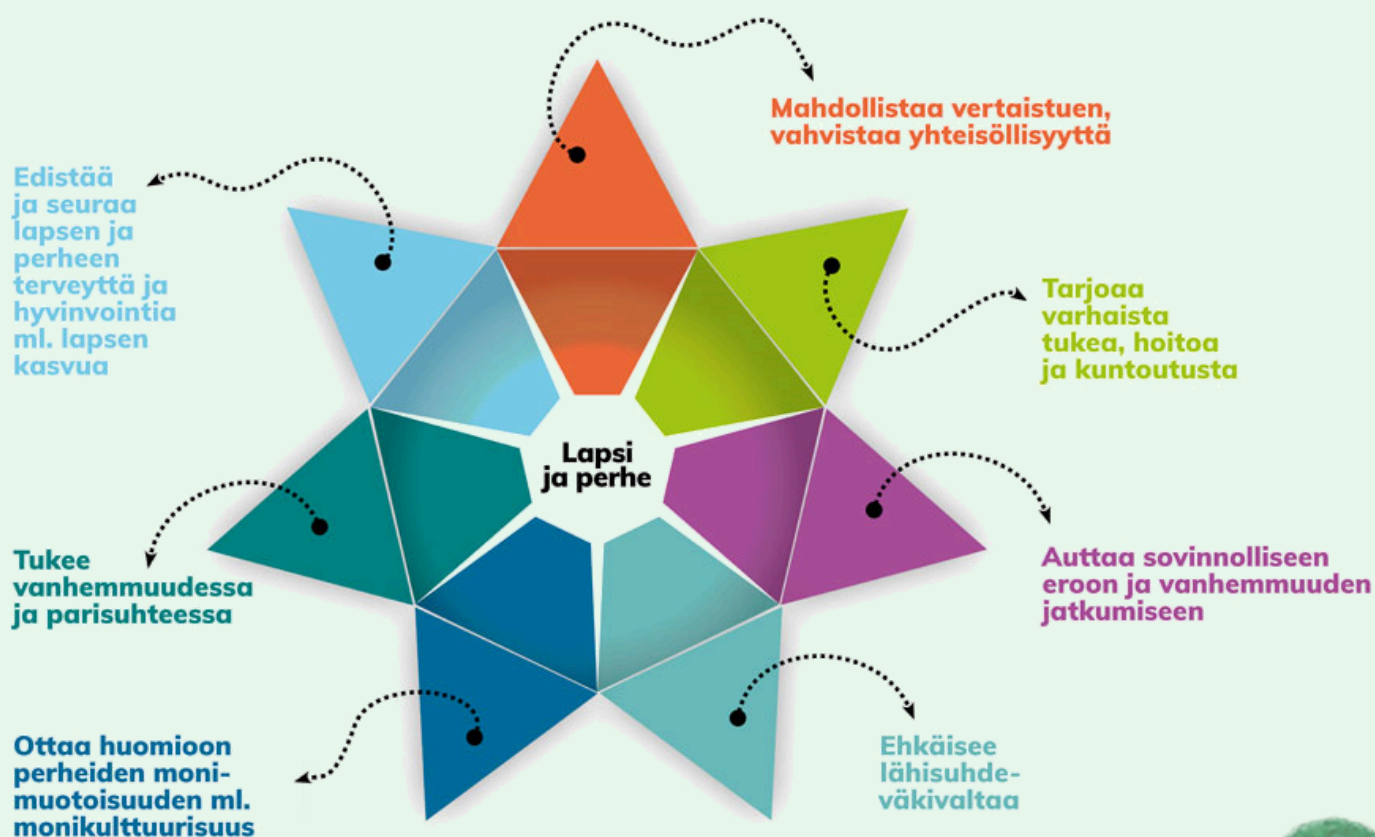 Mahdollistaa vertaistuen,
vahvistaa yhteisöllisyyttä
Edistää
ja seuraa
lapsen ja
perheen
terveyttä ja
hyvinvointia
ml. lapsen
kasvua
Tarjoaa
varhaista
tukea, hoitoa
ja kuntoutusta
Lapsi
ja perhe
Tukee
vanhemmuudessa
ja parisuhteessa
Auttaa sovinnolliseen
eroon ja vanhemmuuden
jatkumiseen
Ottaa huomioon
perheiden moni-
muotoisuuden ml.
monikulttuurisuus
Ehkäisee
lähisuhde-
väkivaltaa